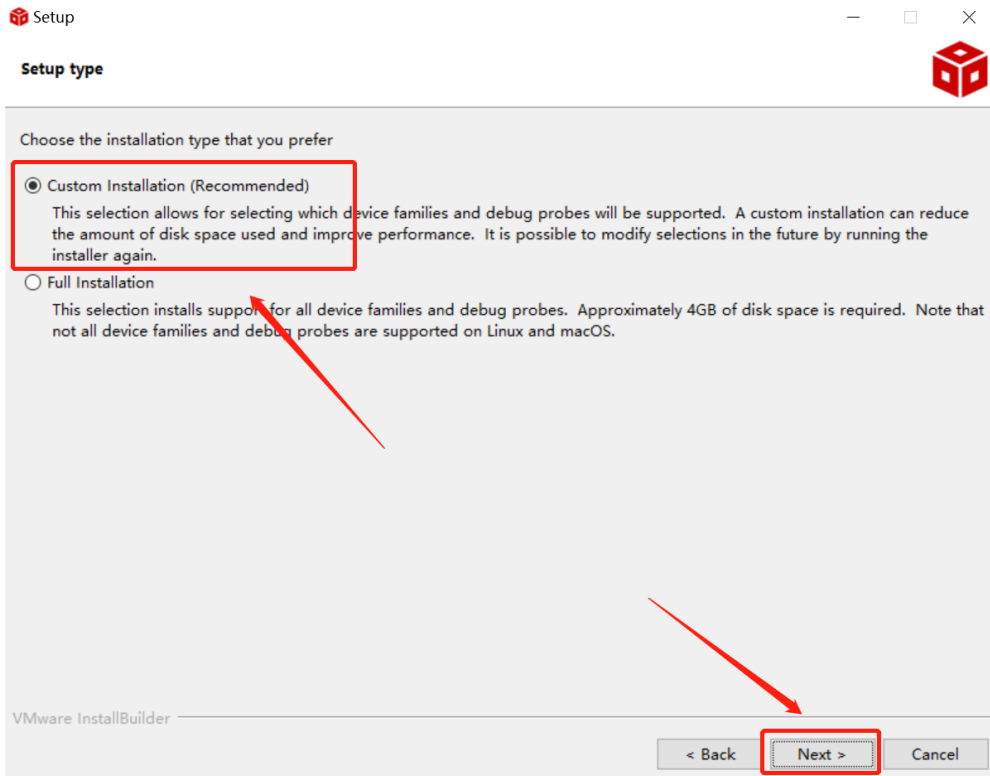 Setup
Setup type
Choose the installation type that you prefer
Custom Installation (Recommended)
This selection allows for selecting which device families and debug probes will be supported.  A custom installation can reduce
the amount of disk space used and improve performance.  It is possible to modify selections in the future by running the
installer again.
Full Installation
This selection installs support for all device families and debug probes.  Approximately 4GB of disk space is required.  Note that
not all device families and debug probes are supported on Linux and macOS.
VMware InstallBuilder
< Back Next > Cancel